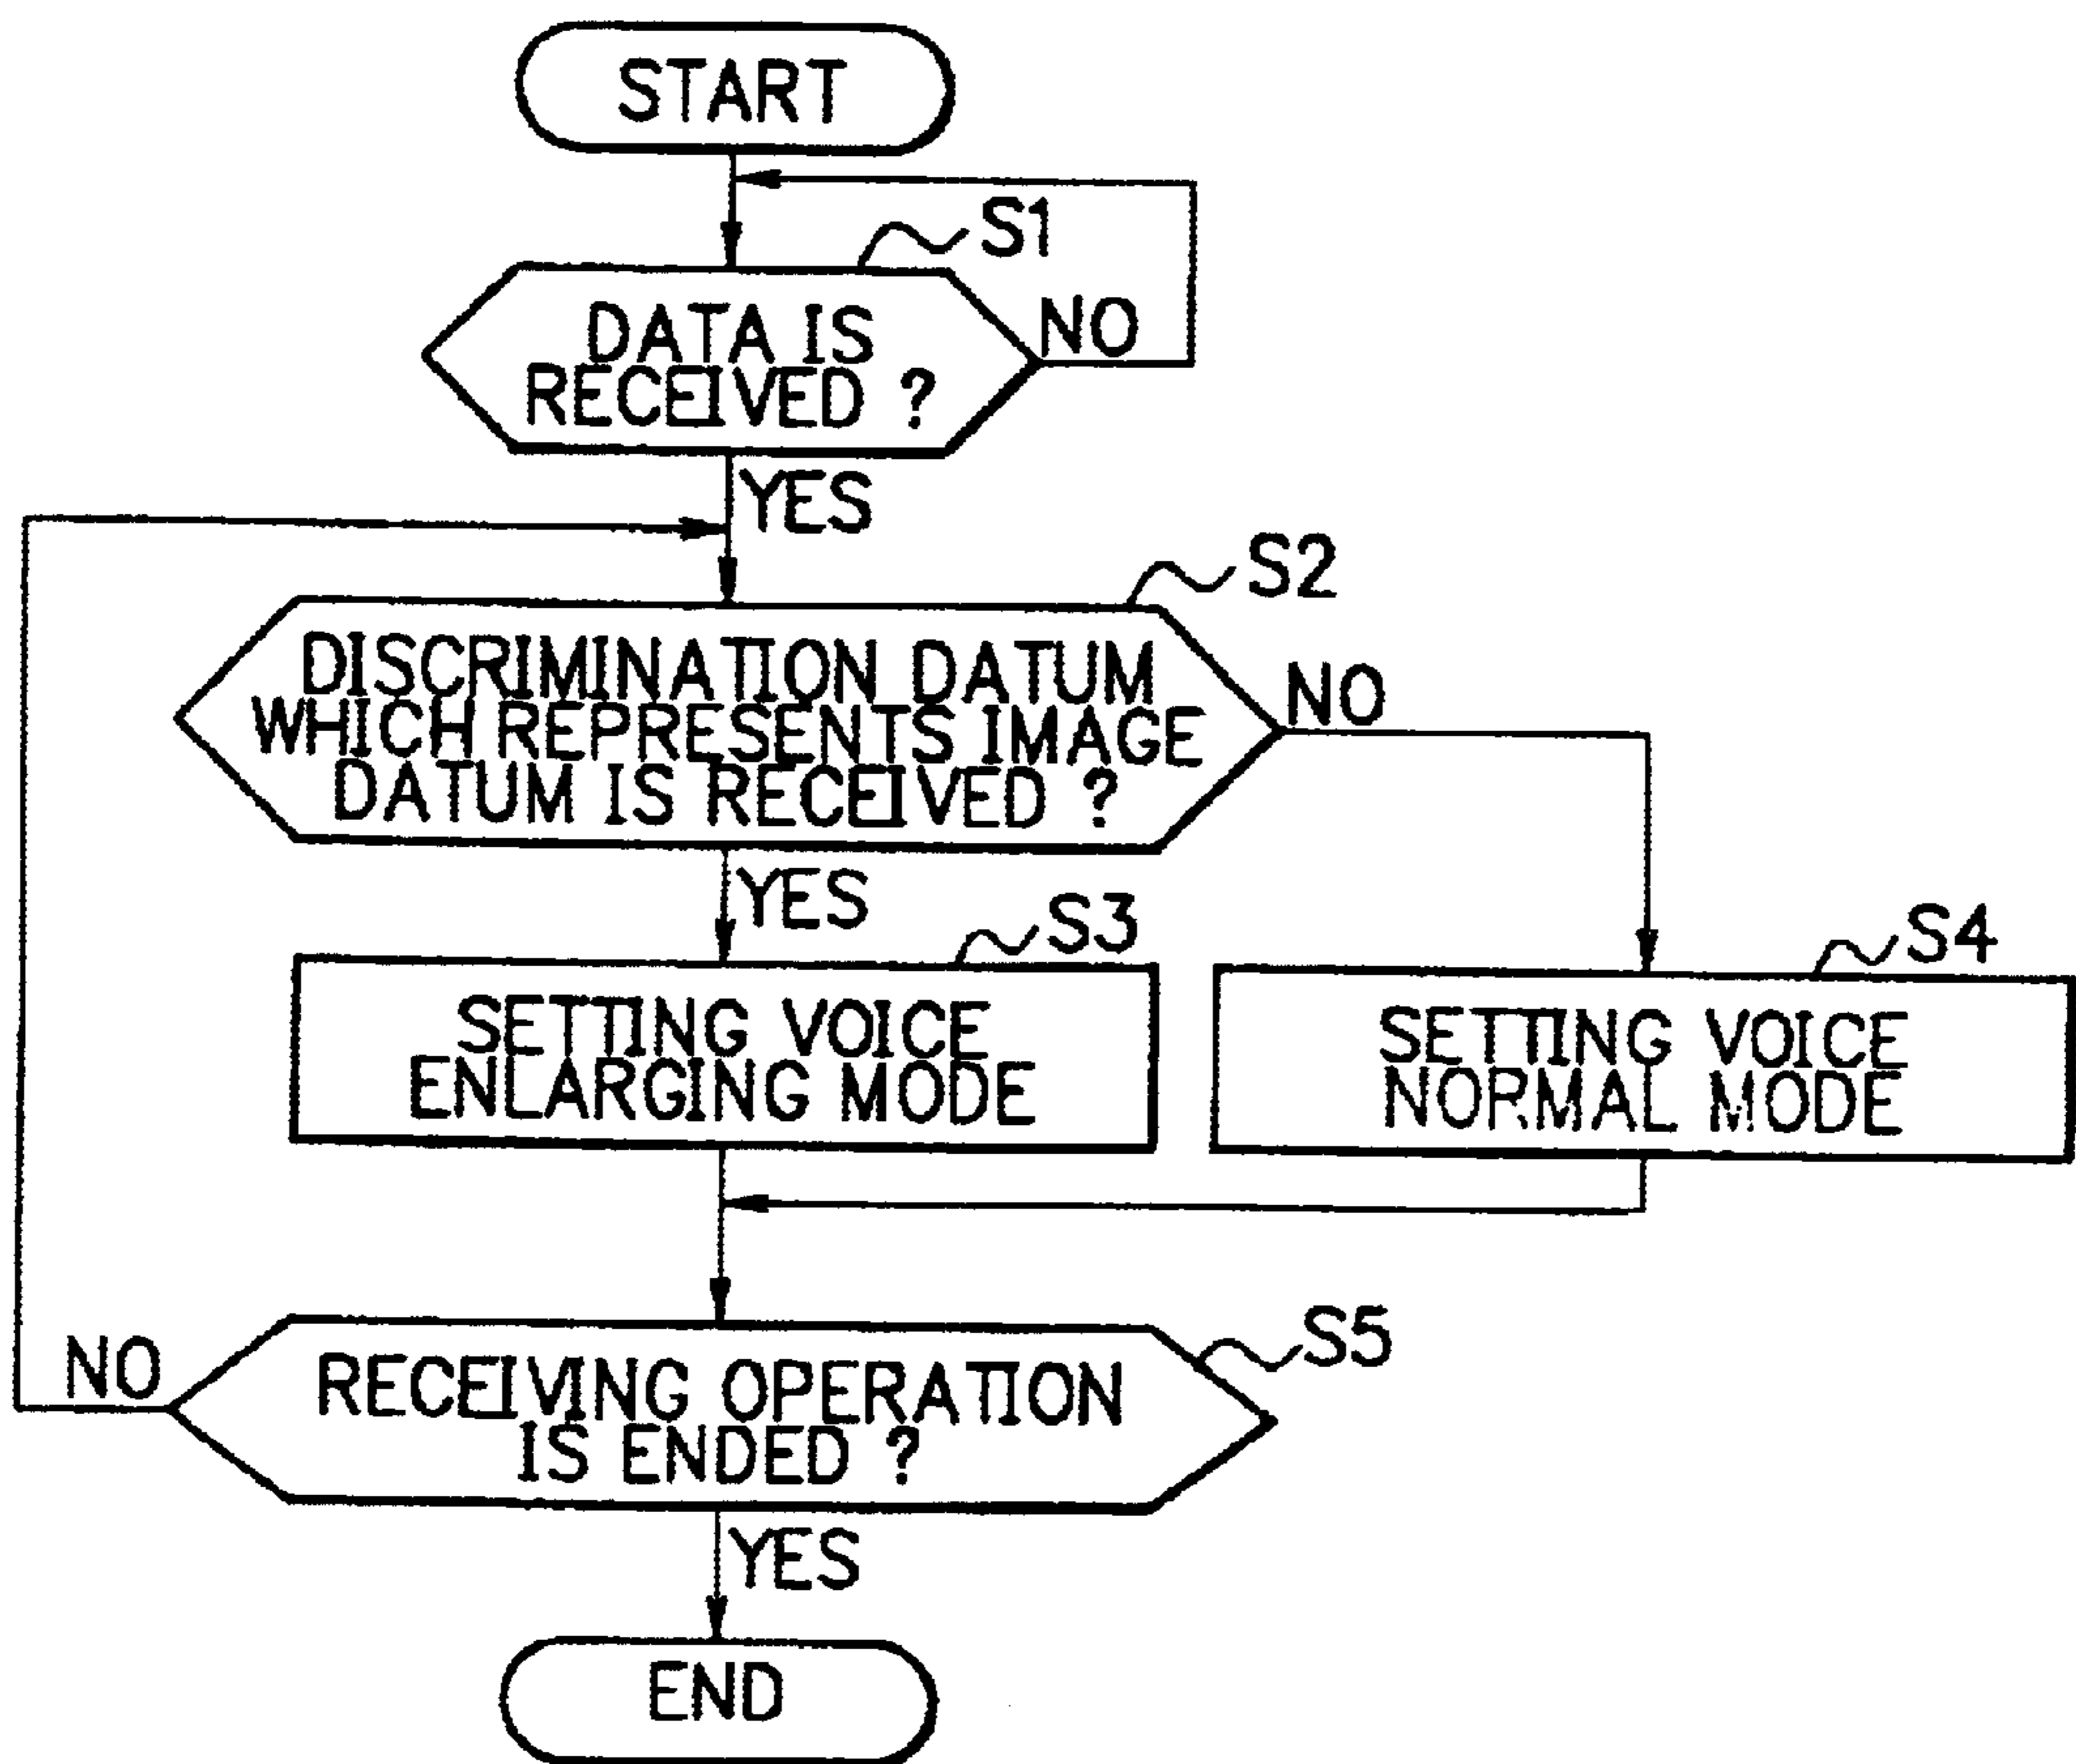 START
S1
DATA IS
RECEIVED ?
NO
YES
S2
DISCRIMINATION DATUM
WHICH REPRESENTS IMAGE
DATUM IS RECEIVED ?
NO
YES
S3
S4
SETTING VOICE
ENLARGING MODE
SETTING VOICE
NORMAL MODE
S5
NO
RECEIVING OPERATION
IS ENDED ?
YES
END